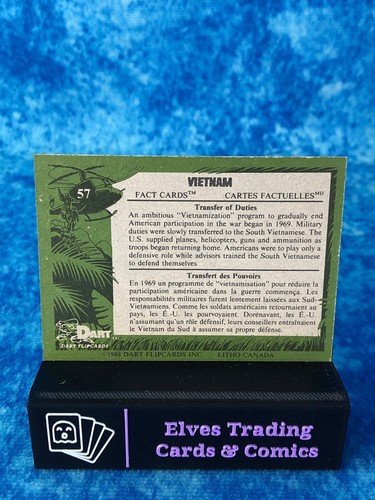 VIETNAM
57
FACT CARDS™ CARTES FACTUELLES MD
Transfer of Duties
An ambitious "Vietnamization" program to gradually end
American participation in the war began in 1969. Military
duties were slowly transferred to the South Vietnamese. The
U.S. supplied planes, helicopters, guns and ammunition as
troops began returning home. Americans were to play only a
defensive role while advisors trained the South Vietnamese
to defend themselves.
Transfert des Pouvoirs
En 1969 un programme de "vietnamisation" pour réduire la
participation américaine dans la guerre commença. Les
responsabilités militaires furent lentement laissées aux Sud-
Vietnamiens. Comme les soldats américains retournaient au
pays, les É.-U. les pourvoyaient. Dorénavant, les É.-U.
n'assumant qu'un rôle défensif, leurs conseillers entraînaient
le Vietnam du Sud à assumer sa propre défense.
DART
DART FLIPCARDS
1988 DART FLIPCARDS INC LITHO CANADA
Elves Trading
Cards & Comics